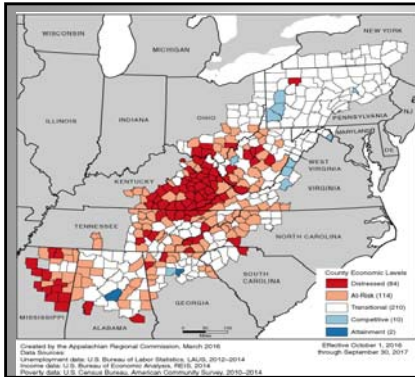 WISCONSIN
NEW YORK
MICHIGAN
PENNSYLVANIA
NJ
OHIO
MARYLAND
ILLINOIS
INDIANA
DE
WEST
VIRGINIA
KENTUCKY
VIRGINIA
TENNESSEE
NORTH CAROLINA
SOUTH
CAROLINA
County Economic Levels
Distressed (84)
At-Risk (114)
Transitional (210)
Competitive (10)
Attainment (2)
MISSISSIPPI
ALABAMA
GEORGIA
Created by the Appalachian Regional Commission, March 2016
Effective October 1, 2016
Data Sources:
through September 30, 2017
Unemployment data: U.S. Bureau of Labor Statistics, LAUS, 2012–2014
Income data: U.S. Bureau of Economic Analysis, REIS, 2014
Poverty data: U.S. Census Bureau, American Community Survey, 2010–2014